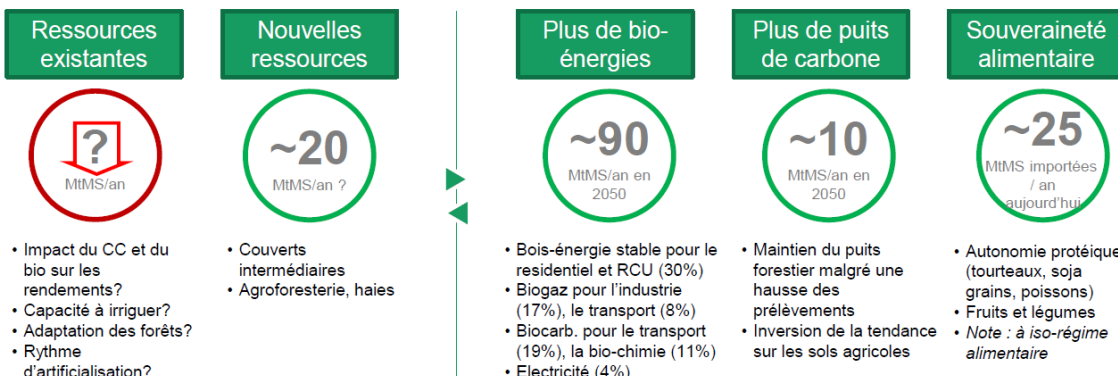 Ressources
existantes
?
MtMS/an
• Impact du CC et du
bio sur les
rendements?
• Capacité à irriguer?
• Adaptation des forêts?
• Rythme
d'artificialisation?
Nouvelles
ressources
~20
MtMS/an ?
• Couverts
intermédiaires
• Agroforesterie, haies
Plus de bio-
énergies
~90
MtMS/an en
2050
• Bois-énergie stable pour le
residentiel et RCU (30%)
• Biogaz pour l'industrie
(17%), le transport (8%)
• Biocarb. pour le transport
(19%), la bio-chimie (11%)
• Electricité (4%)
Plus de puits
de carbone
~10
MtMS/an en
2050
• Maintien du puits
forestier malgré une
hausse des
prélèvements
• Inversion de la tendance
sur les sols agricoles
Souveraineté
alimentaire
~25
MtMS importées
/ an
aujourd'hui
• Autonomie protéique
(tourteaux, soja
grains, poissons)
• Fruits et légumes
• Note : à iso-régime
alimentaire